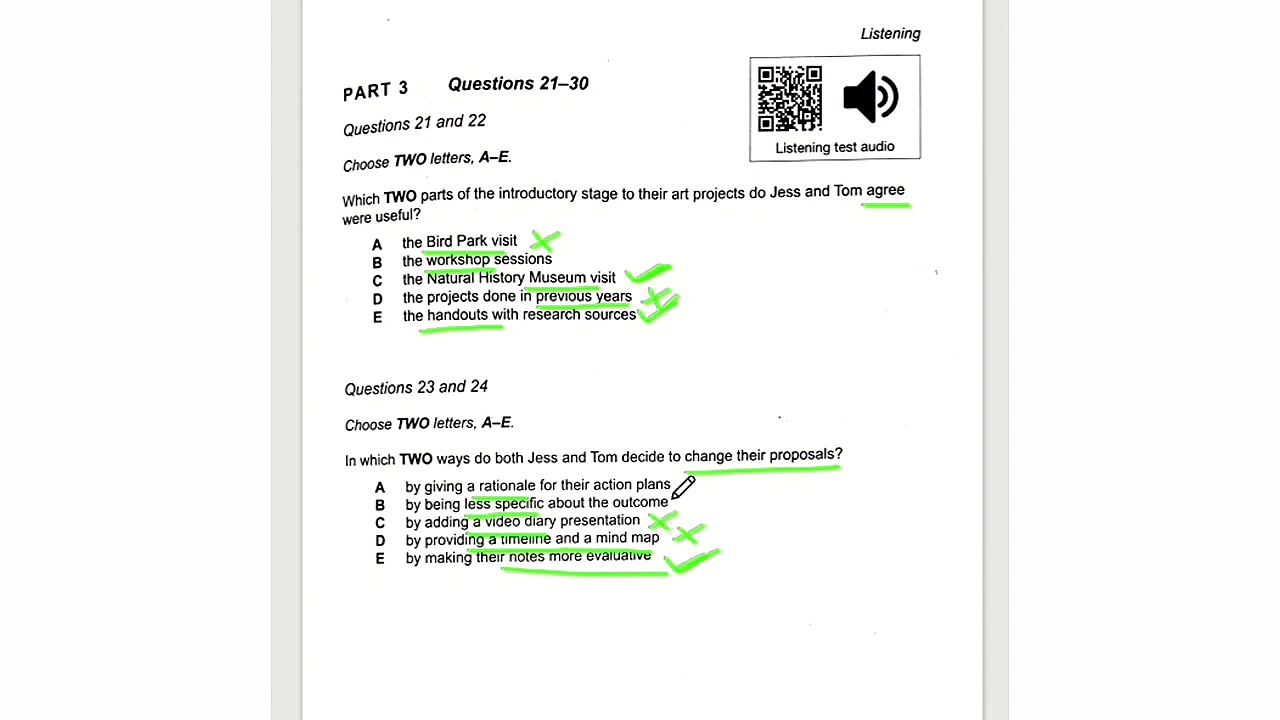 Listening
PART 3 Questions 21–30
Listening test audio
Questions 21 and 22
Choose TWO letters, A–E.
Which TWO parts of the introductory stage to their art projects do Jess and Tom agree
were useful?
A the Bird Park visit
B the workshop sessions
C the Natural History Museum visit
D the projects done in previous years
E the handouts with research sources
Questions 23 and 24
Choose TWO letters, A–E.
In which TWO ways do both Jess and Tom decide to change their proposals?
A by giving a rationale for their action plans
B by being less specific about the outcome
C by adding a video diary presentation
D by providing a timeline and a mind map
E by making their notes more evaluative